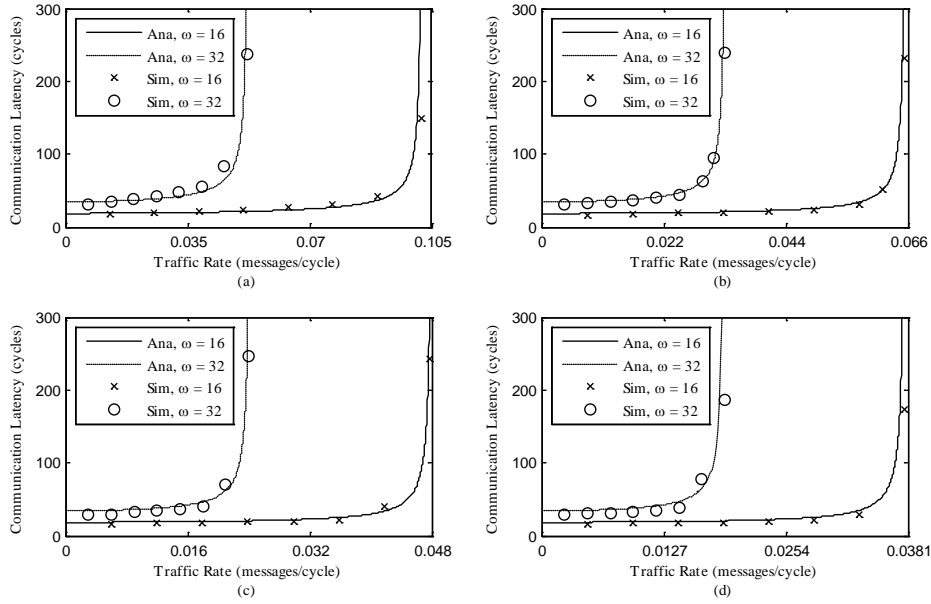 300
200
100
0
Communication Latency (cycles)
Ana, ω = 16
Ana, ω = 32
Sim, ω = 16
Sim, ω = 32
0
0.035
0.07
0.105
Traffic Rate (messages/cycle)
(a)
300
200
100
0
Communication Latency (cycles)
Ana, ω = 16
Ana, ω = 32
Sim, ω = 16
Sim, ω = 32
0
0.022
0.044
0.066
Traffic Rate (messages/cycle)
(b)
300
200
100
0
Communication Latency (cycles)
Ana, ω = 16
Ana, ω = 32
Sim, ω = 16
Sim, ω = 32
0
0.016
0.032
0.048
Traffic Rate (messages/cycle)
(c)
300
200
100
0
Communication Latency (cycles)
Ana, ω = 16
Ana, ω = 32
Sim, ω = 16
Sim, ω = 32
0
0.0127
0.0254
0.0381
Traffic Rate (messages/cycle)
(d)